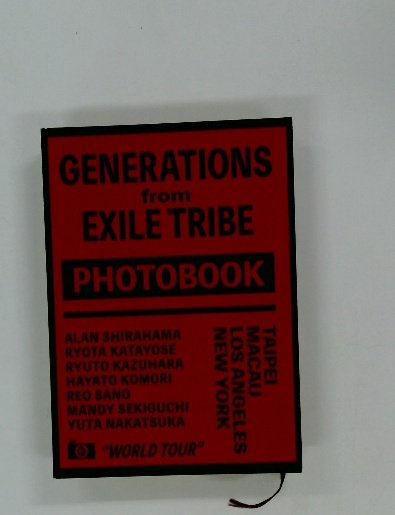 GENERATIONS
from
EXILE TRIBE
PHOTOBOOK
ALAN SHIRAHAMA
RYOTA KATAYOSE
RYUTO KAZUHARA
HAYATO KOMORI
REO SANO
MANDY SEKIGUCHI
YUTA NAKATSUKA
TAIPEI
MACAU
LOS ANGELES
NEW YORK
"WORLD TOUR"